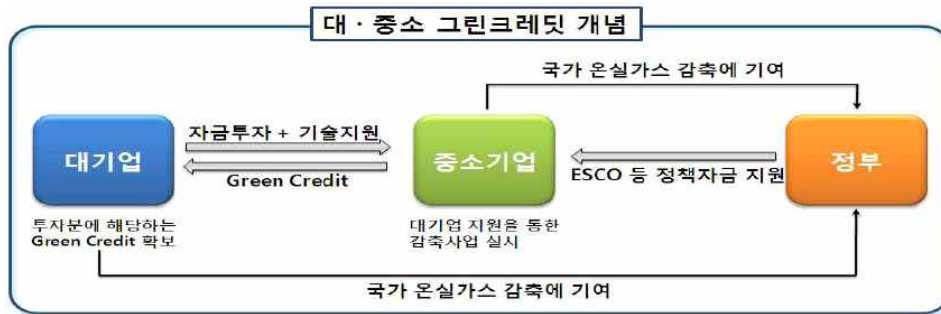 대 · 중소 그린크레딧 개념
국가 온실가스 감축에 기여
자금투자 + 기술지원
대기업
중소기업
정부
Green Credit
ESCO 등 정책자금 지원
투자분에 해당하는
Green Credit 확보
대기업 지원을 통한
감축사업 실시
국가 온실가스 감축에 기여